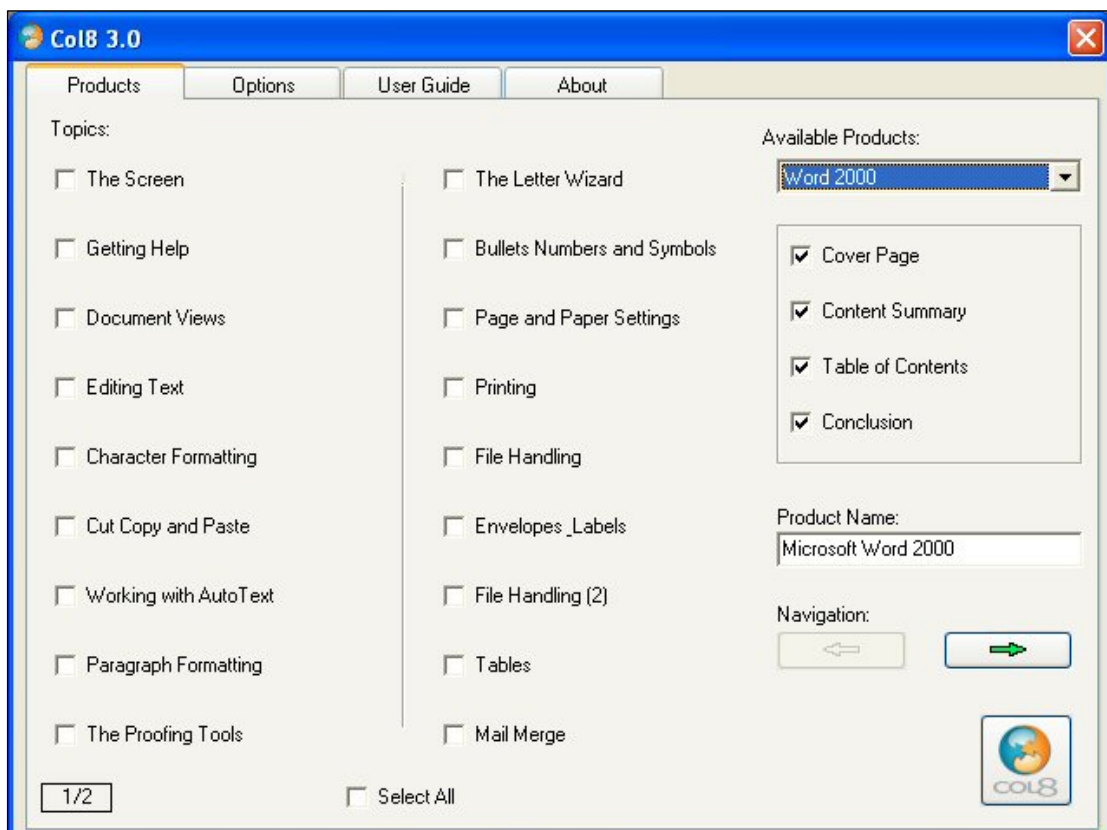 Col8 3.0
Products
Options
User Guide
About
Topics:
The Screen
Getting Help
Document Views
Editing Text
Character Formatting
Cut Copy and Paste
Working with AutoText
Paragraph Formatting
The Proofing Tools
The Letter Wizard
Bullets Numbers and Symbols
Page and Paper Settings
Printing
File Handling
Envelopes _Labels
File Handling (2)
Tables
Mail Merge
1/2
Select All
Available Products:
Word 2000
Cover Page
Content Summary
Table of Contents
Conclusion
Product Name:
Microsoft Word 2000
Navigation:
COL8